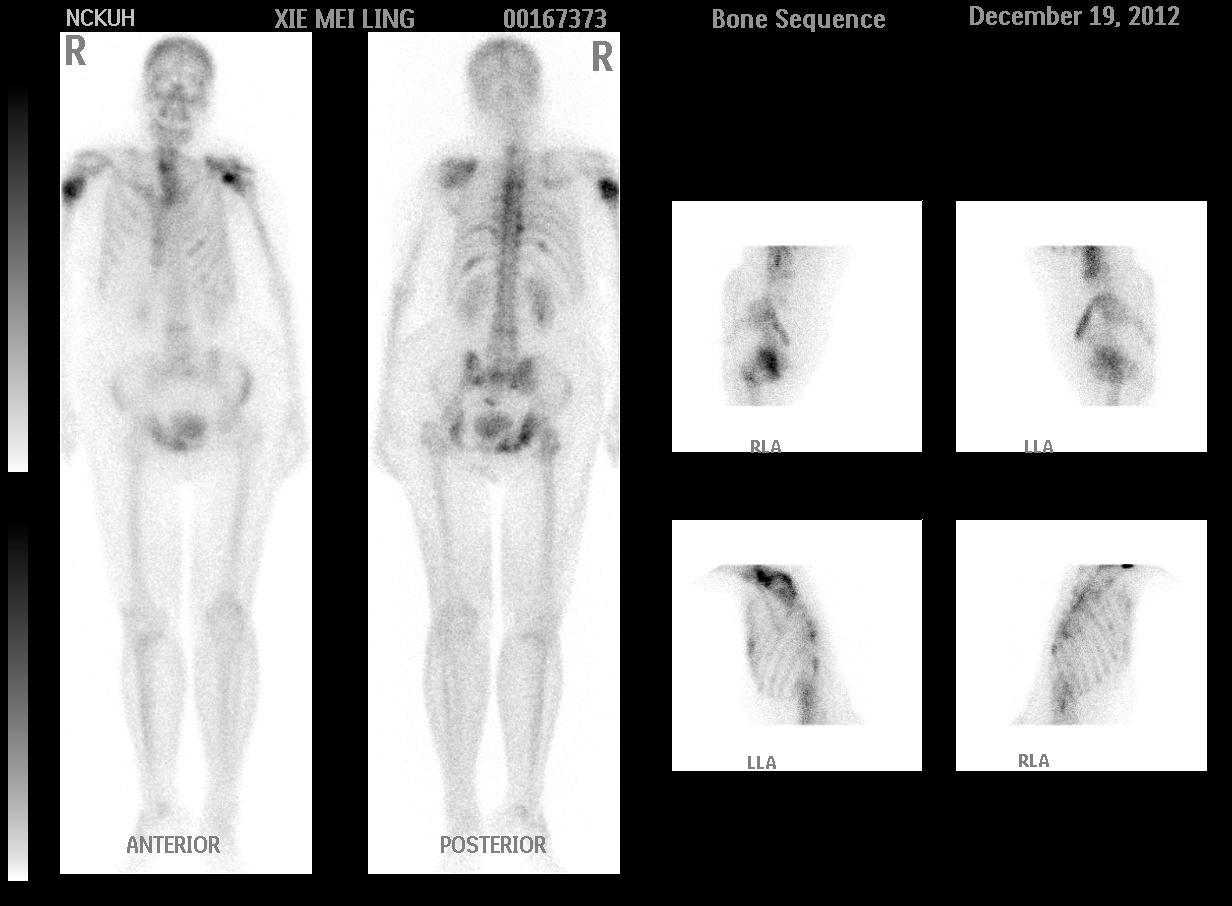 NCKUH XIE MEI LING 00167373 Bone Sequence December 19, 2012
R R
RLA LLA
LLA RLA
ANTERIOR POSTERIOR